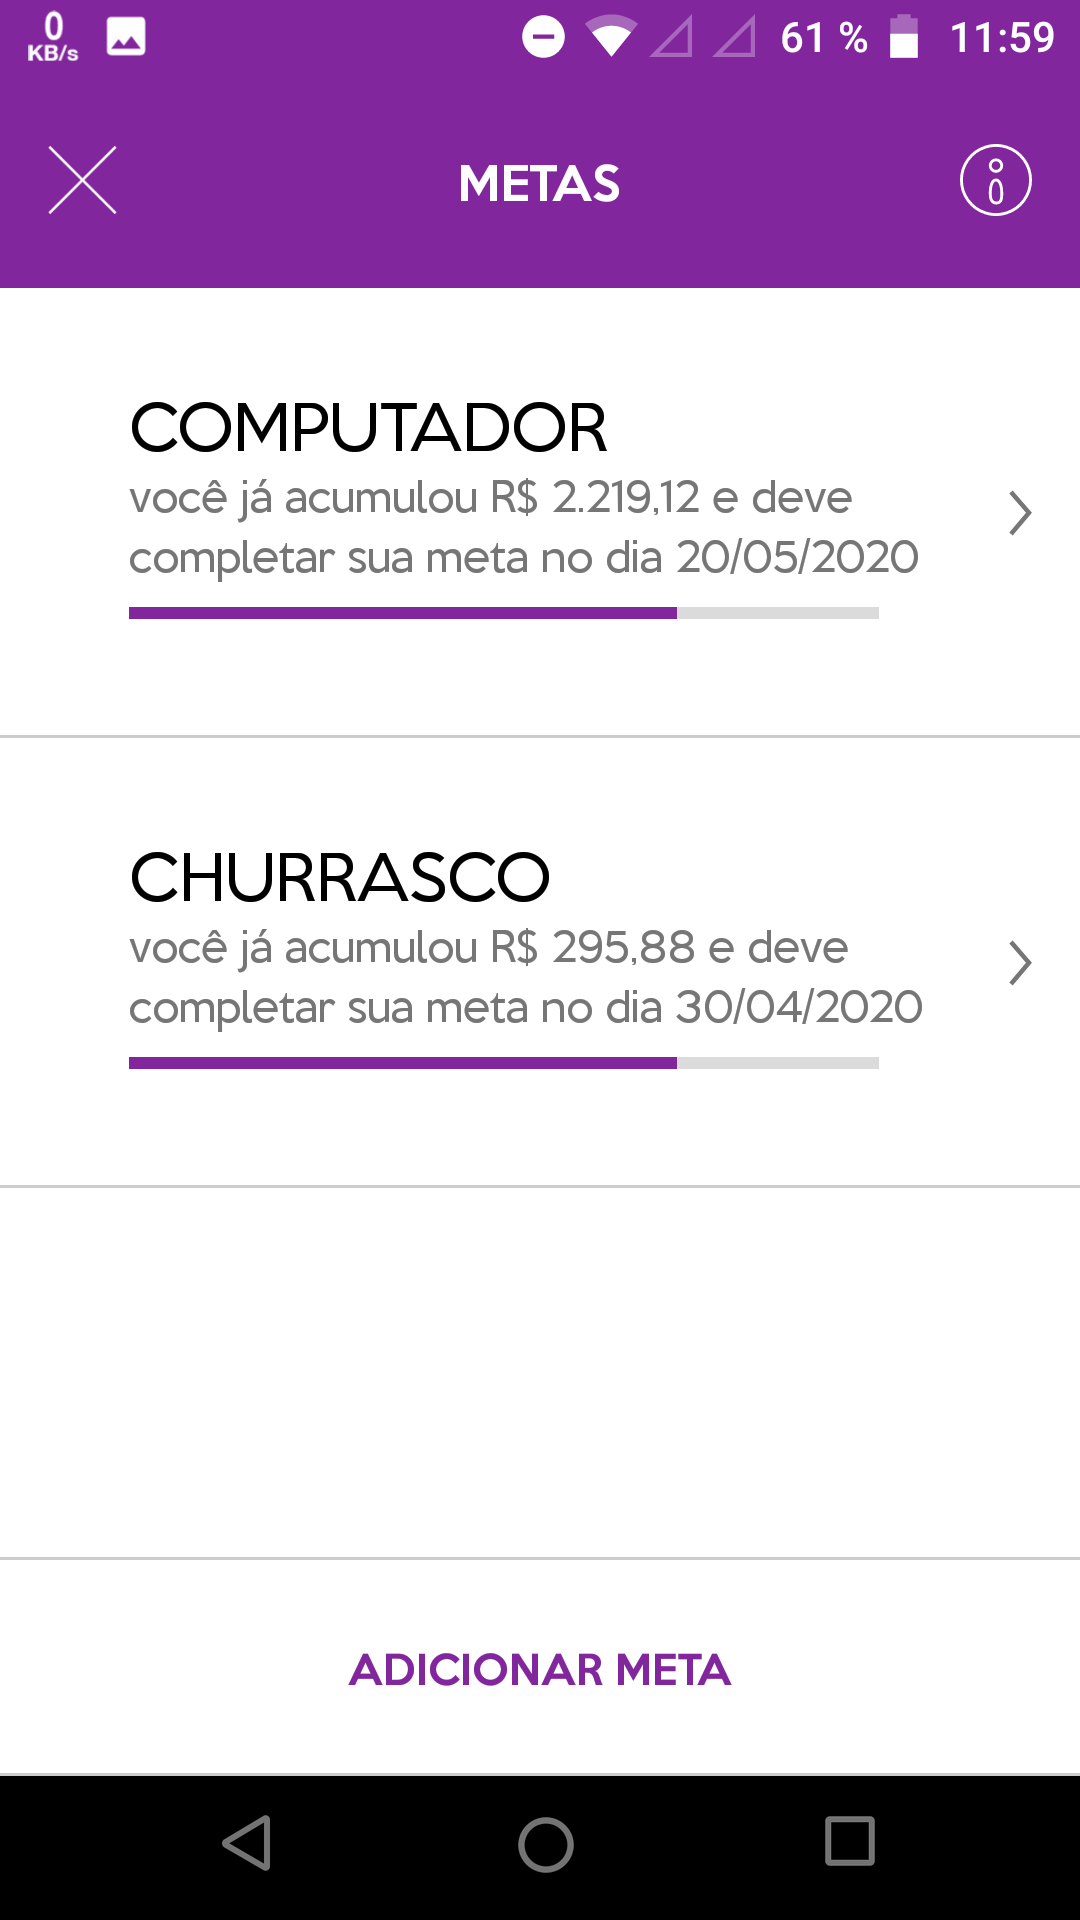 0
KB/s
61 %
11:59
METAS
COMPUTADOR
você já acumulou R$ 2.219,12 e deve
completar sua meta no dia 20/05/2020
CHURRASCO
você já acumulou R$ 295,88 e deve
completar sua meta no dia 30/04/2020
ADICIONAR META